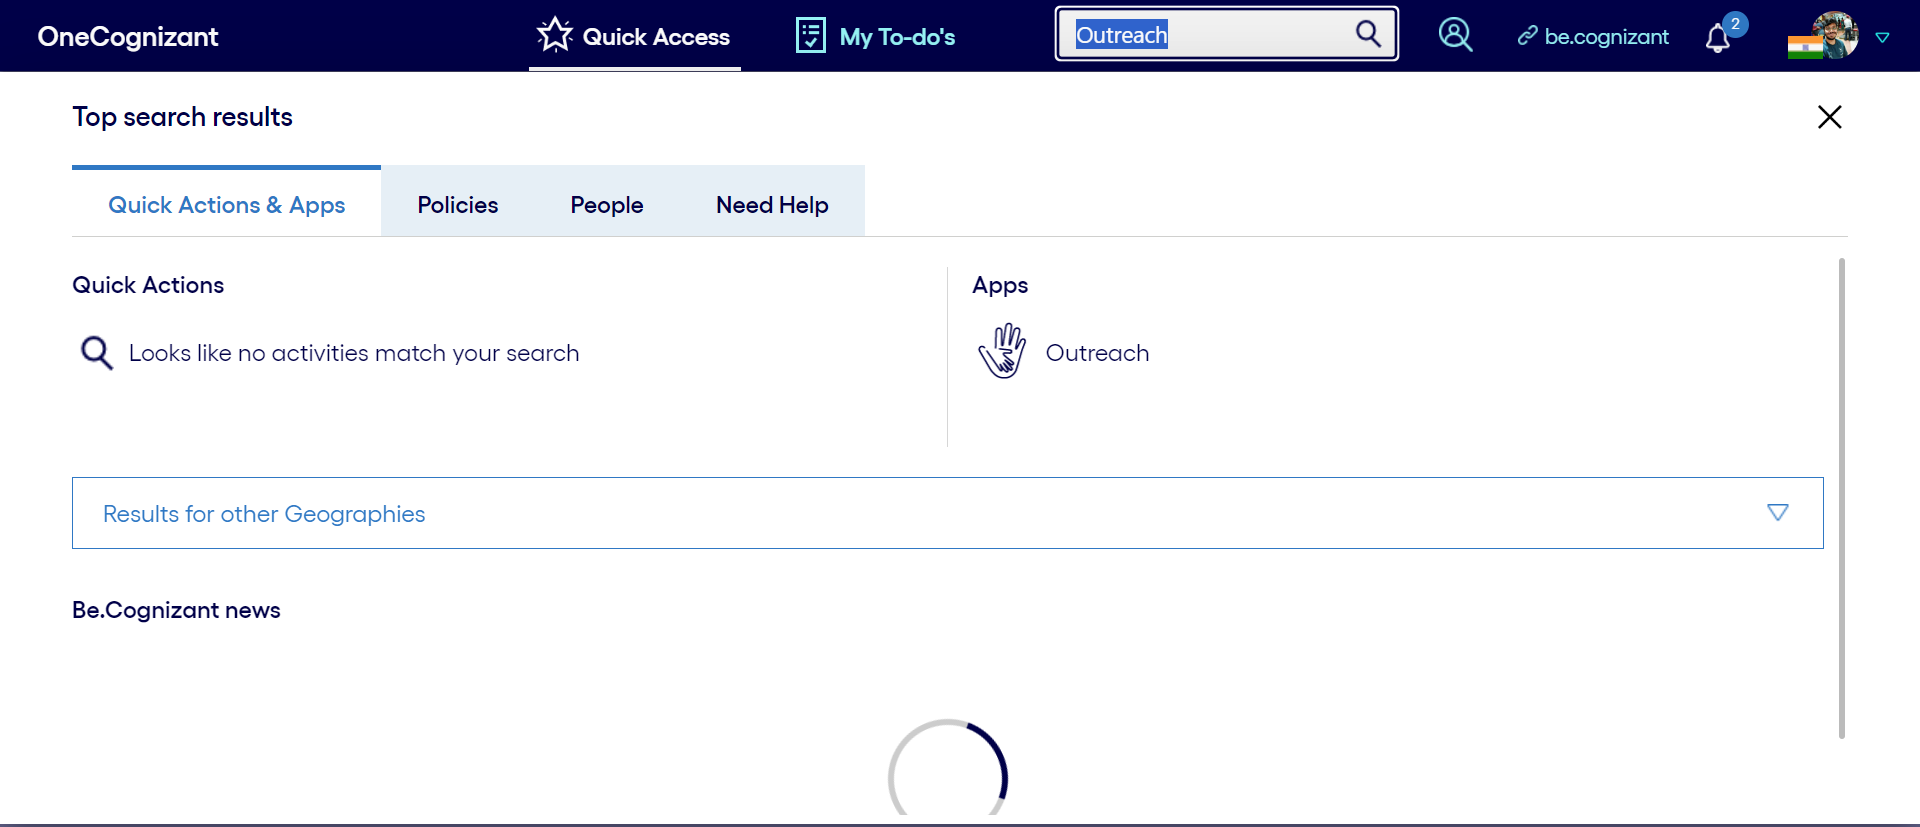 OneCognizant
Quick Access
My To-do's
Outreach
be.cognizant
2
Top search results
Quick Actions & Apps
Policies
People
Need Help
Quick Actions
Apps
Looks like no activities match your search
Outreach
Results for other Geographies
Be.Cognizant news